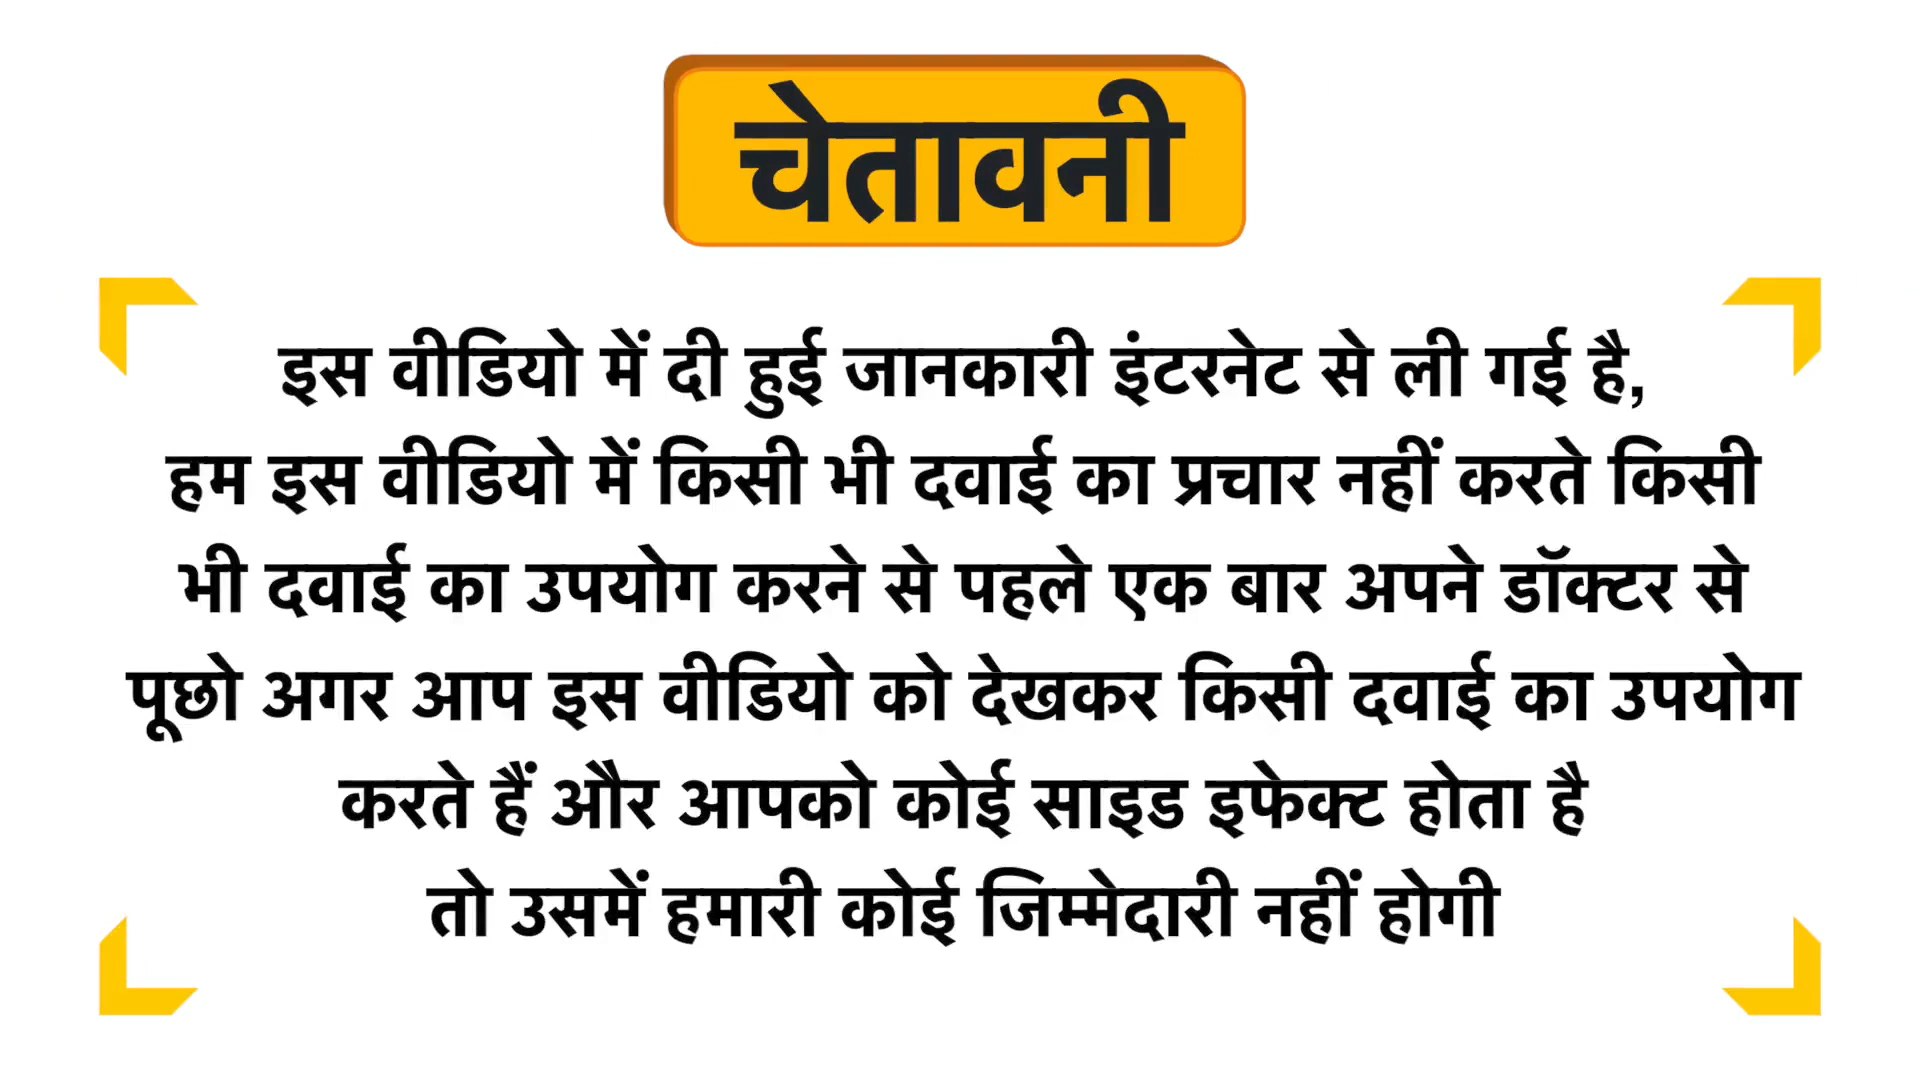 चेतावनी
इस वीडियो में दी हुई जानकारी इंटरनेट से ली गई है,
हम इस वीडियो में किसी भी दवाई का प्रचार नहीं करते किसी
भी दवाई का उपयोग करने से पहले एक बार अपने डॉक्टर से
पूछो अगर आप इस वीडियो को देखकर किसी दवाई का उपयोग
करते हैं और आपको कोई साइड इफेक्ट होता है
तो उसमें हमारी कोई जिम्मेदारी नहीं होगी